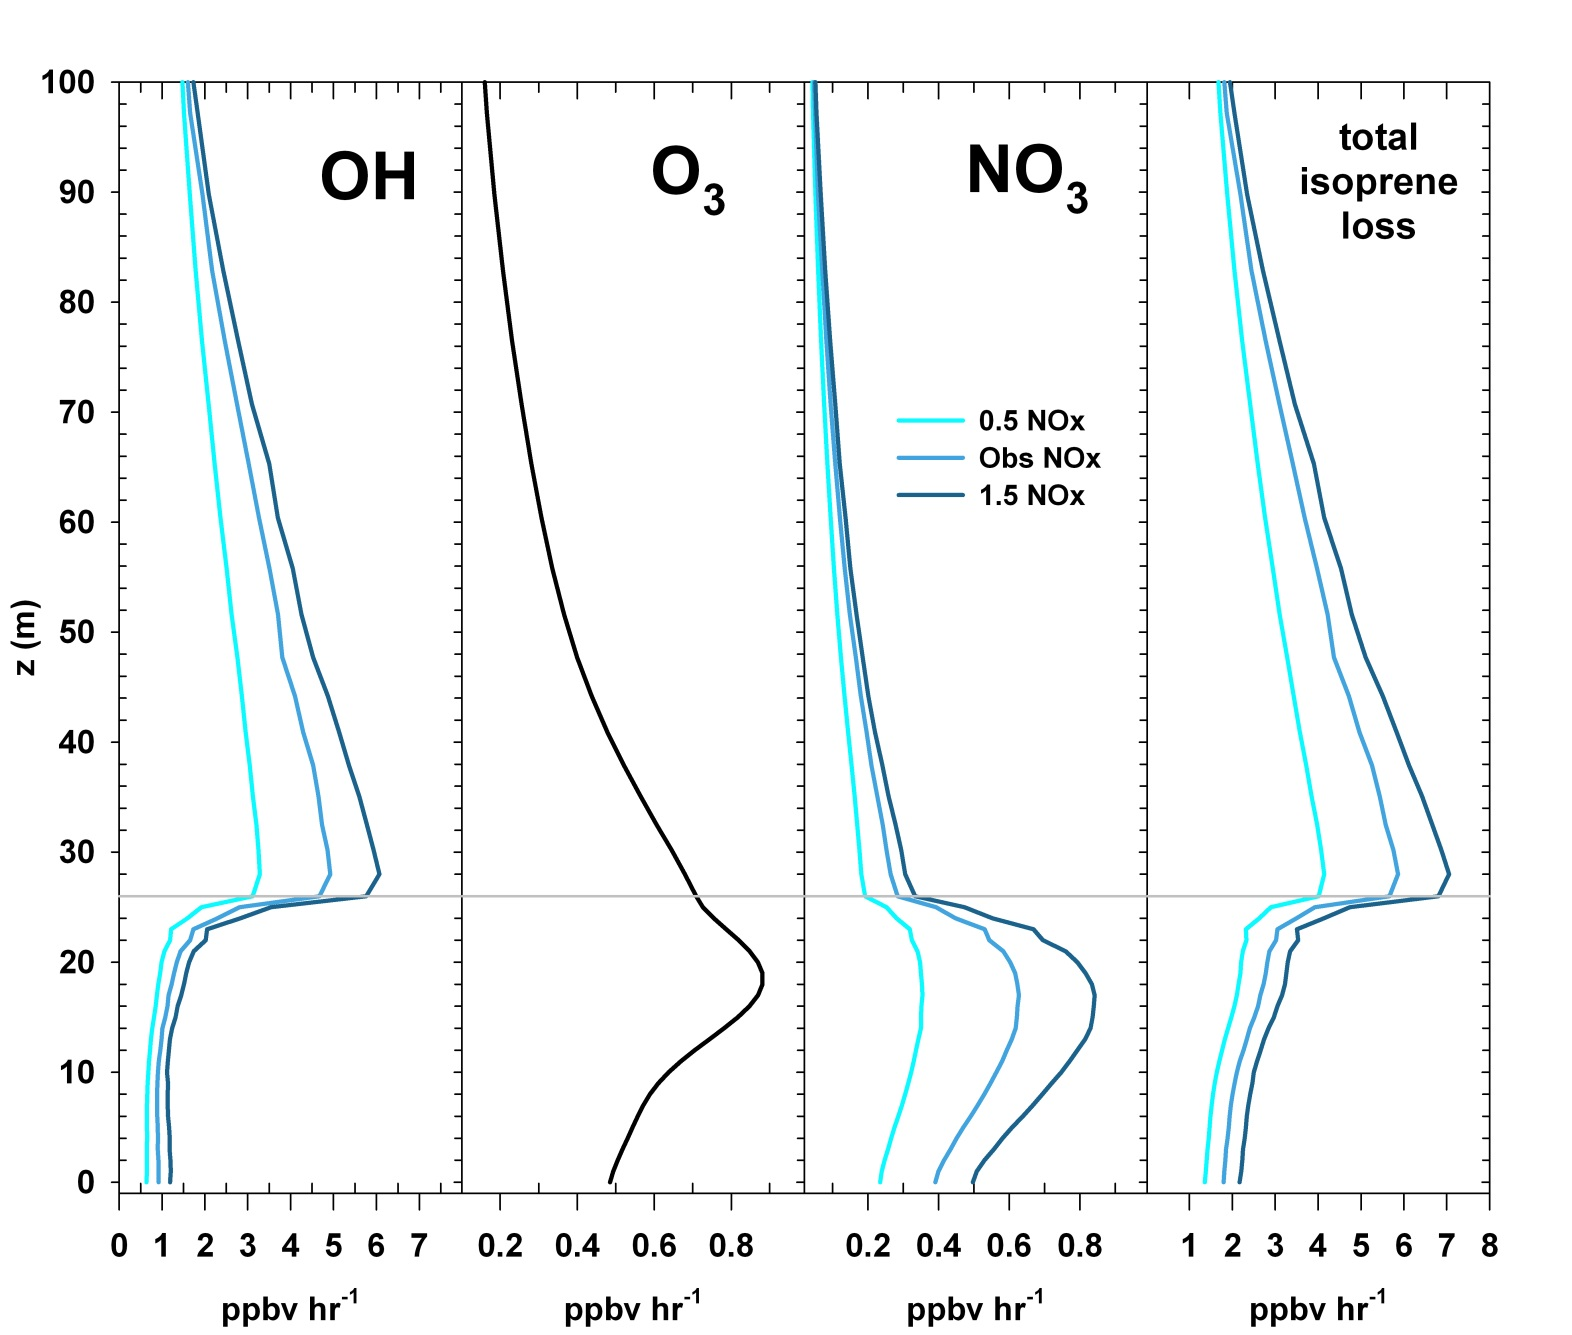 OH
O3
NO3
total
isoprene
loss
0.5 NOx
Obs NOx
1.5 NOx
z (m)
100
90
80
70
60
50
40
30
20
10
0
0 1 2 3 4 5 6 7
0.2 0.4 0.6 0.8
0.2 0.4 0.6 0.8
1 2 3 4 5 6 7 8
ppbv hr-1
ppbv hr-1
ppbv hr-1
ppbv hr-1